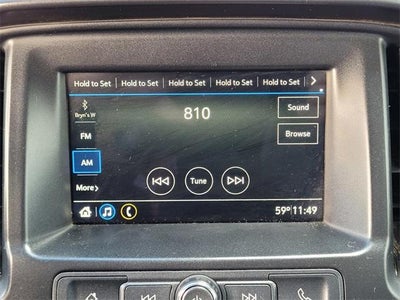 Hold to Set Hold to Set Hold to Set Hold to Set Hold to Set
Bryn's W
810
Sound
FM
Browse
AM
More
Tune
59° 11:49